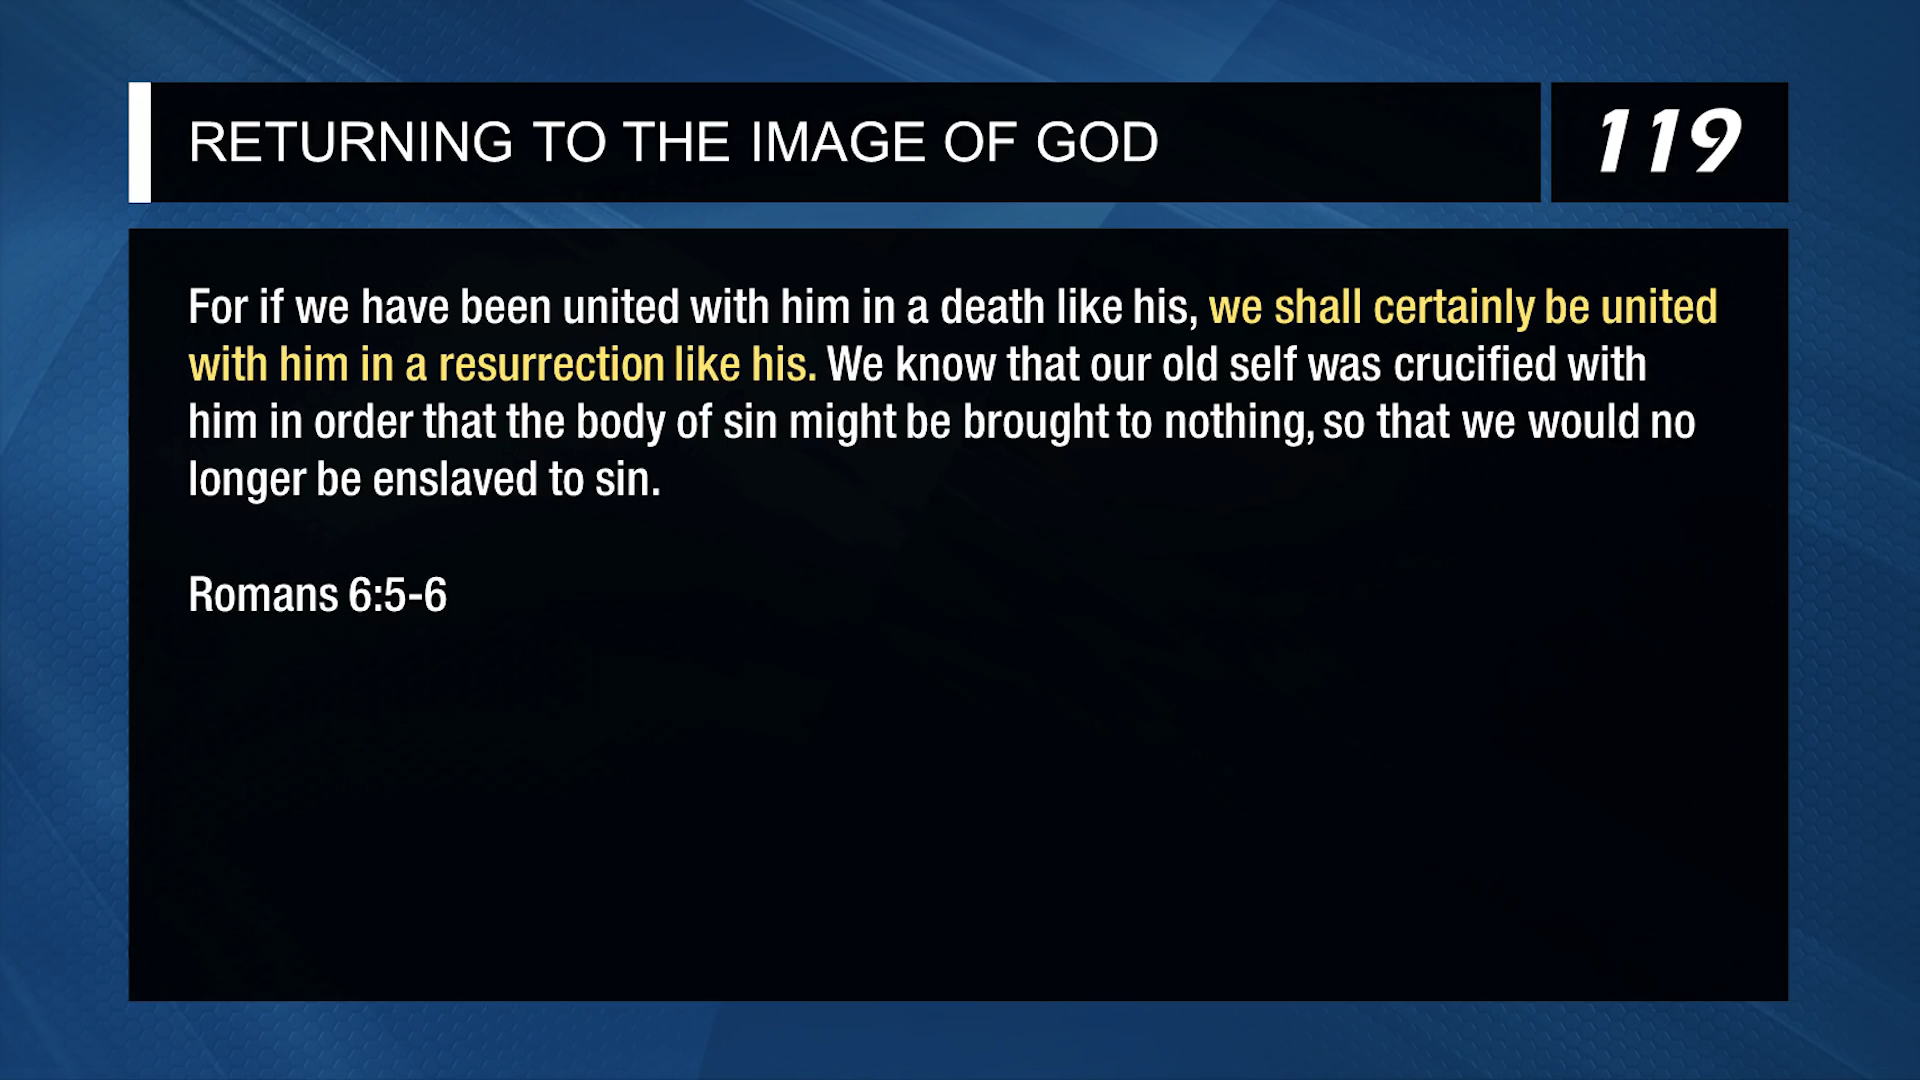 RETURNING TO THE IMAGE OF GOD
119
For if we have been united with him in a death like his, we shall certainly be united
with him in a resurrection like his. We know that our old self was crucified with
him in order that the body of sin might be brought to nothing, so that we would no
longer be enslaved to sin.
Romans 6:5-6